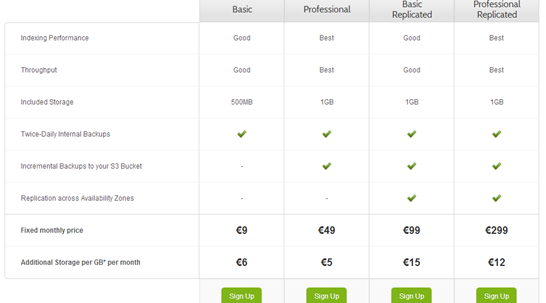 Basic Professional Basic Replicated Professional Replicated
Indexing Performance Good Best Good Best
Throughput Good Best Good Best
Included Storage 500MB 1GB 1GB 1GB
Twice-Daily Internal Backups
Incremental Backups to your S3 Bucket -
Replication across Availability Zones - -
Fixed monthly price €9 €49 €99 €299
Additional Storage per GB* per month €6 €5 €15 €12
Sign Up Sign Up Sign Up Sign Up